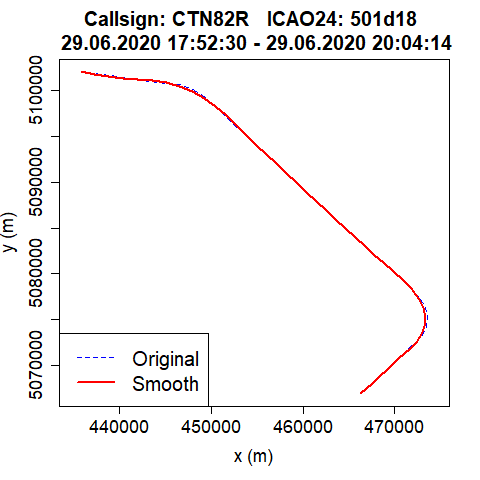 Callsign: CTN82R   ICAO24: 501d18
29.06.2020 17:52:30 - 29.06.2020 20:04:14
y (m)
5100000
5090000
5080000
5070000
Original
Smooth
440000 450000 460000 470000
x (m)